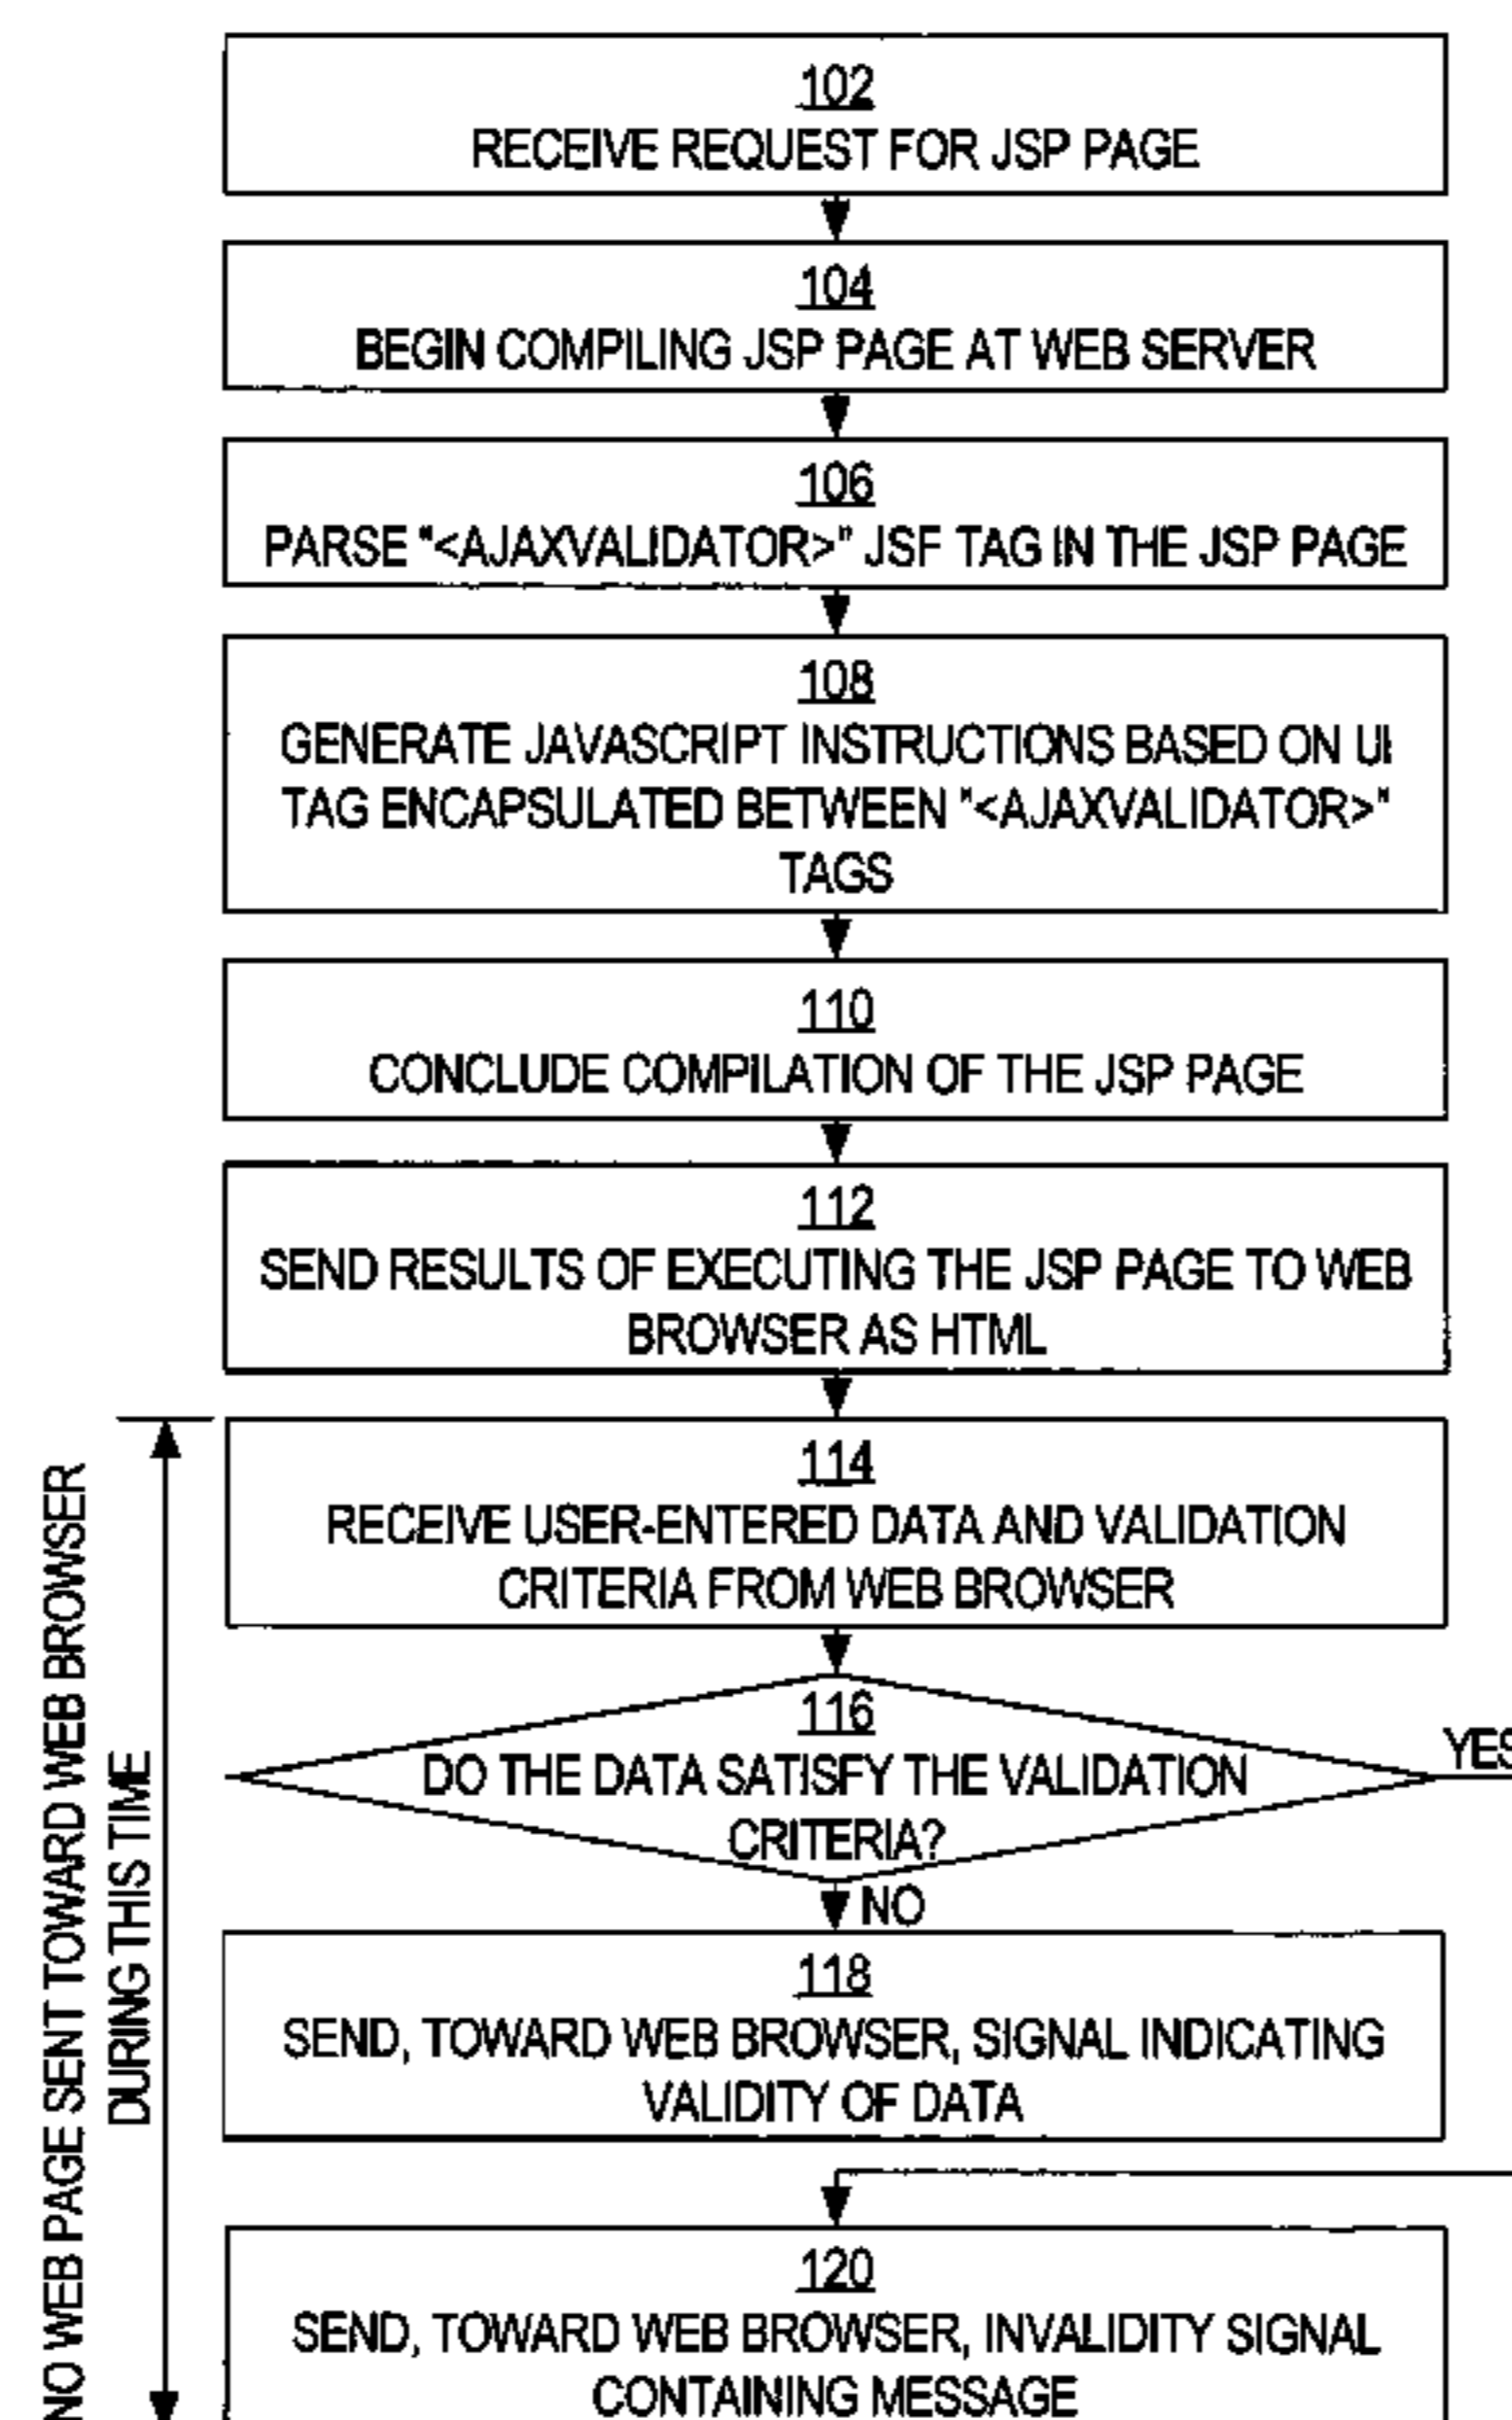 102
RECEIVE REQUEST FOR JSP PAGE
104
BEGIN COMPILING JSP PAGE AT WEB SERVER
106
PARSE "<AJAXVALIDATOR>" JSF TAG IN THE JSP PAGE
108
GENERATE JAVASCRIPT INSTRUCTIONS BASED ON UI
TAG ENCAPSULATED BETWEEN "<AJAXVALIDATOR>"
TAGS
110
CONCLUDE COMPILATION OF THE JSP PAGE
112
SEND RESULTS OF EXECUTING THE JSP PAGE TO WEB
BROWSER AS HTML
NO WEB PAGE SENT TOWARD WEB BROWSER
DURING THIS TIME
114
RECEIVE USER-ENTERED DATA AND VALIDATION
CRITERIA FROM WEB BROWSER
116
DO THE DATA SATISFY THE VALIDATION
CRITERIA?
YES
NO
118
SEND, TOWARD WEB BROWSER, SIGNAL INDICATING
VALIDITY OF DATA
120
SEND, TOWARD WEB BROWSER, INVALIDITY SIGNAL
CONTAINING MESSAGE